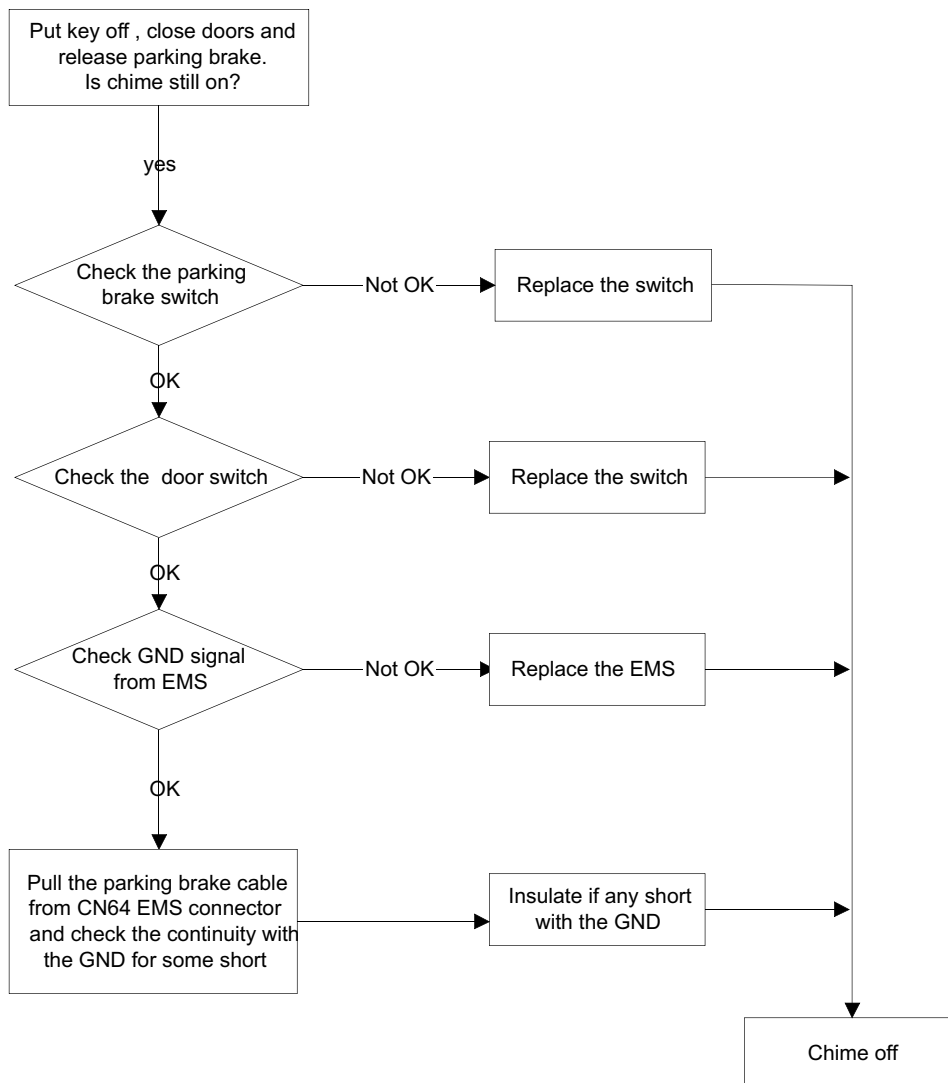 Put key off , close doors and
release parking brake.
Is chime still on?
yes
Check the parking
brake switch
Not OK
Replace the switch
OK
Check the  door switch
Not OK
Replace the switch
OK
Check GND signal
from EMS
Not OK
Replace the EMS
OK
Pull the parking brake cable
from CN64 EMS connector
and check the continuity with
the GND for some short
Insulate if any short
with the GND
Chime off